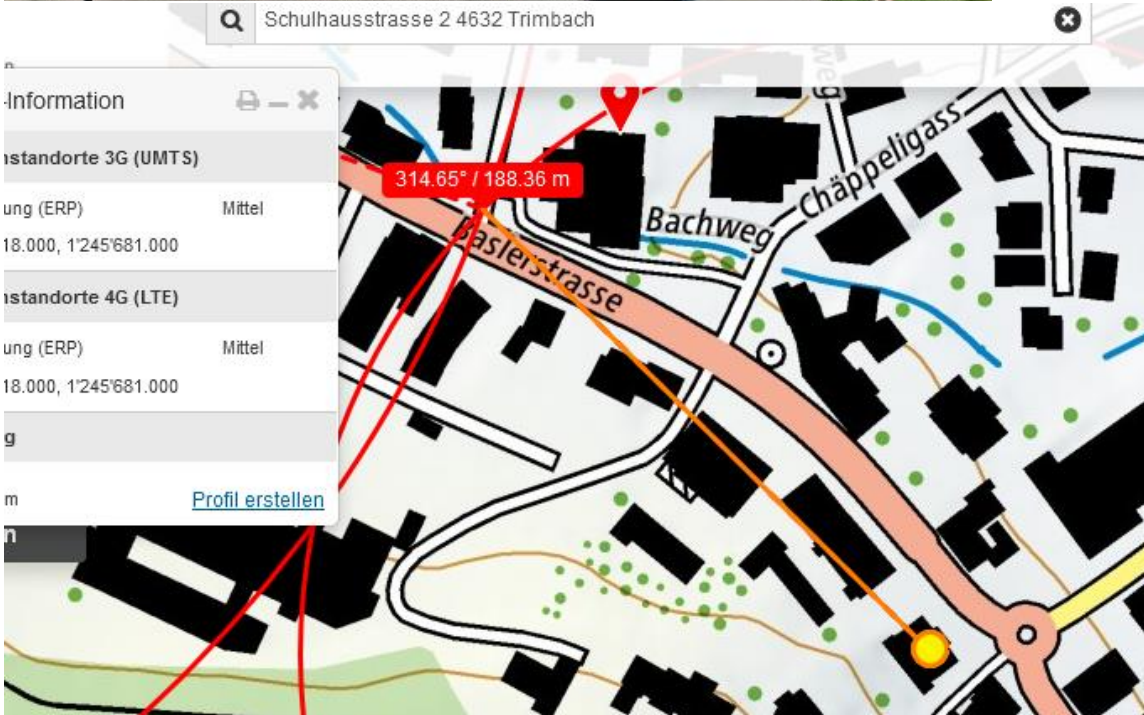 Schulhausstrasse 2 4632 Trimbach
-Information
nstandorte 3G (UMTS)
ung (ERP) Mittel
18.000, 1'245'681.000
nstandorte 4G (LTE)
ung (ERP) Mittel
18.000, 1'245'681.000
g
m Profil erstellen
n
314.65° / 188.36 m
Baslerstrasse
Bachweg
Chäppeligass
weg